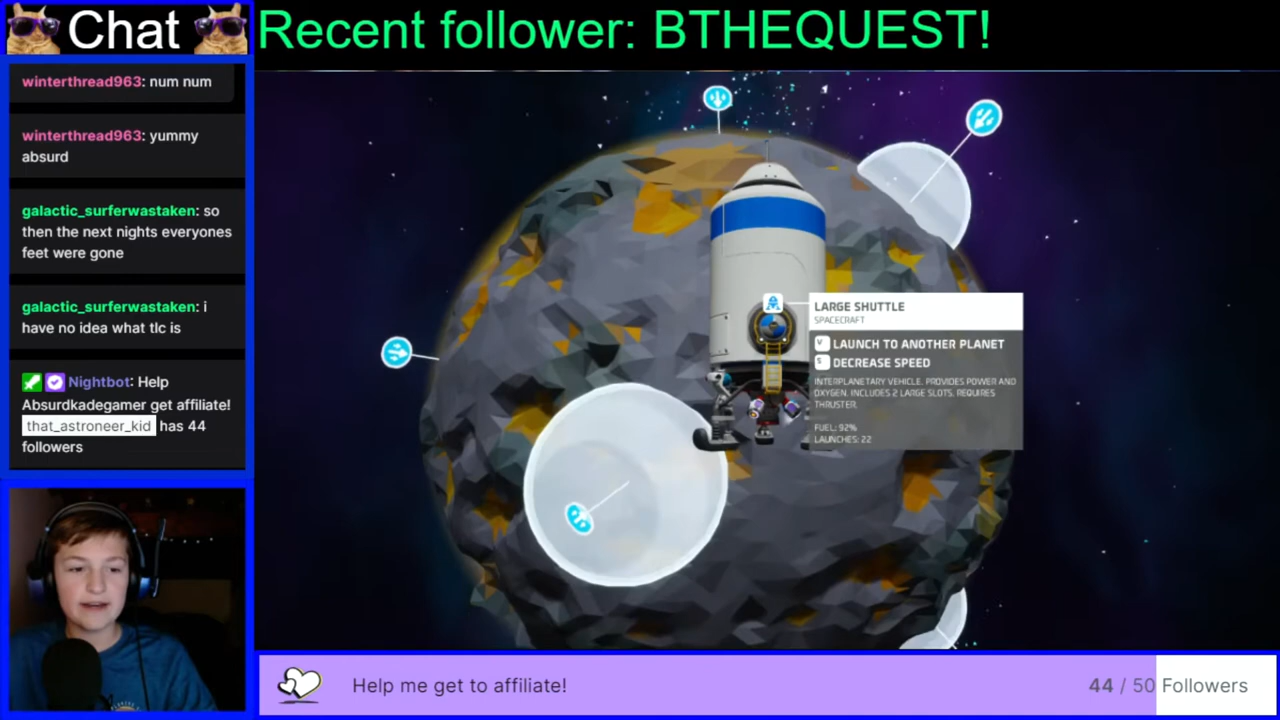 Chat
Recent follower: BTHEQUEST!
winterthread963: num num
winterthread963: yummy
absurd
galactic_surferwastaken: so
then the next nights everyones
feet were gone
galactic_surferwastaken: i
have no idea what tlc is
Nightbot: Help
Absurdkadegamer get affiliate!
that_astroneer_kid has 44
followers
LARGE SHUTTLE
SPACECRAFT
V LAUNCH TO ANOTHER PLANET
S DECREASE SPEED
INTERPLANETARY VEHICLE. PROVIDES POWER AND
OXYGEN. INCLUDES 2 LARGE SLOTS. REQUIRES
THRUSTER.
FUEL: 92%
LAUNCHES: 22
Help me get to affiliate!
44 / 50 Followers